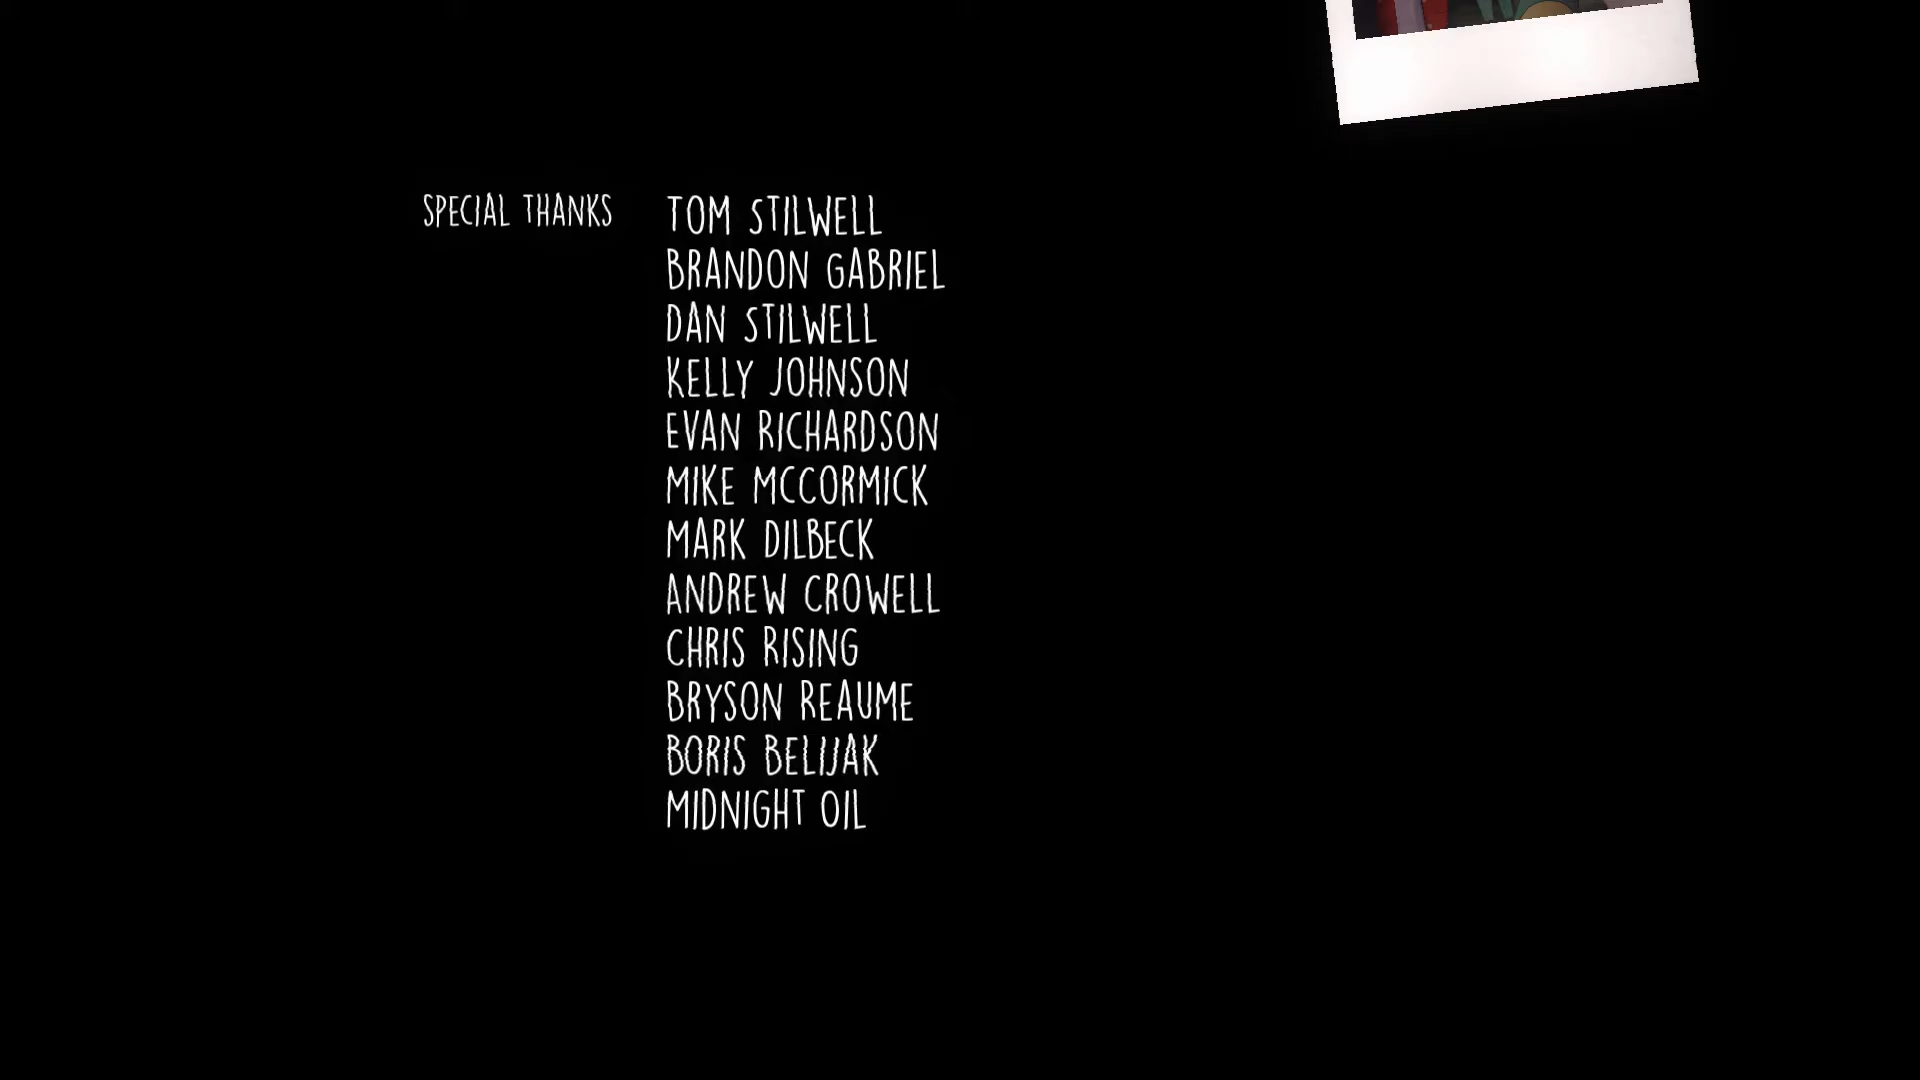 SPECIAL THANKS TOM STILWELL
BRANDON GABRIEL
DAN STILWELL
KELLY JOHNSON
EVAN RICHARDSON
MIKE MCCORMICK
MARK DILBECK
ANDREW CROWELL
CHRIS RISING
BRYSON REAUME
BORIS BELIJAK
MIDNIGHT OIL